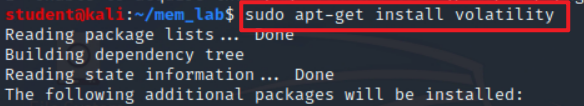 student@kali:~/mem_lab$ sudo apt-get install volatility
Reading package lists... Done
Building dependency tree
Reading state information... Done
The following additional packages will be installed: